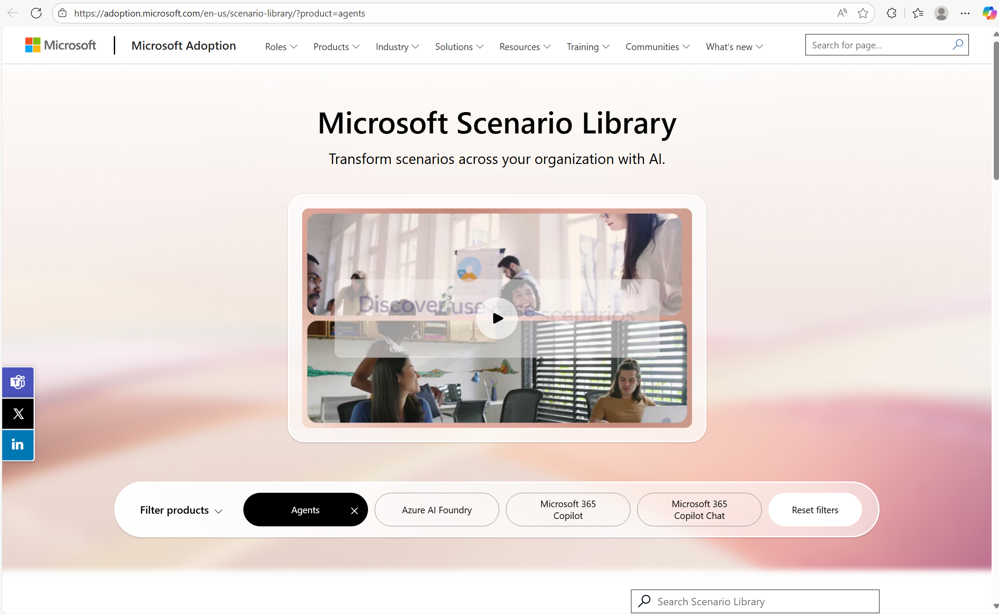 https://adoption.microsoft.com/en-us/scenario-library/?product=agents
Microsoft
Microsoft Adoption
Roles
Products
Industry
Solutions
Resources
Training
Communities
What's new
Search for page...
Microsoft Scenario Library
Transform scenarios across your organization with AI.
Discover use case scenarios
Filter products
Agents
Azure AI Foundry
Microsoft 365
Copilot
Microsoft 365
Copilot Chat
Reset filters
Search Scenario Library